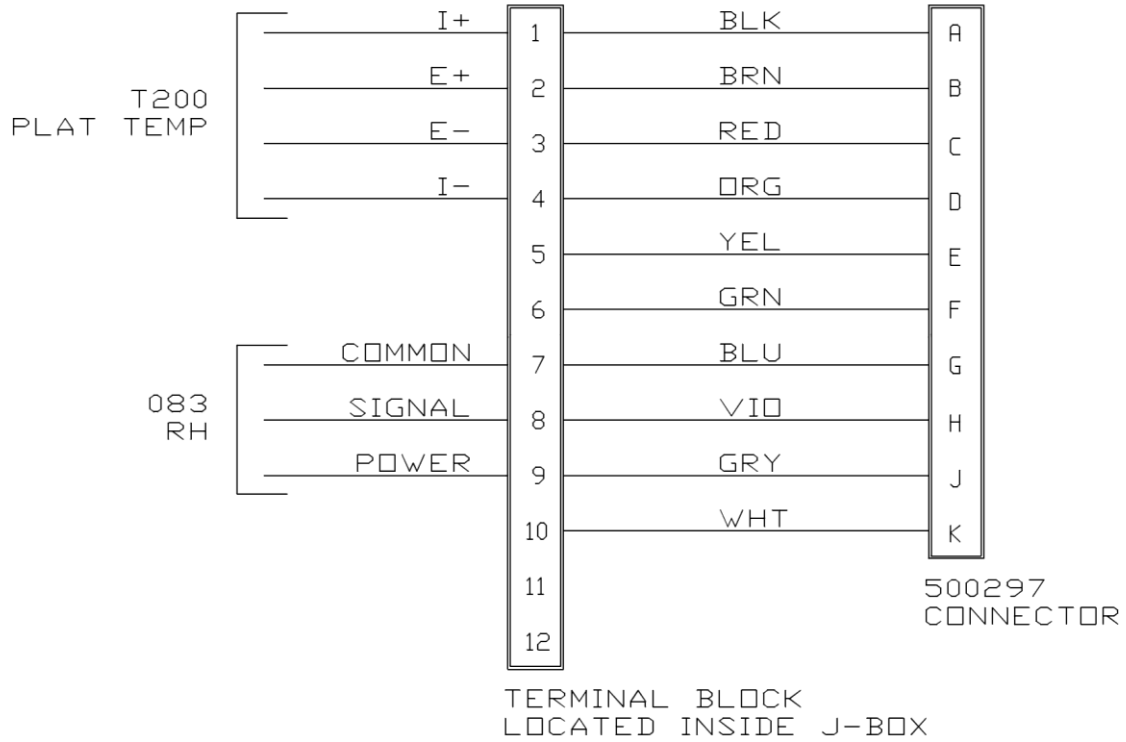 I+ 1 BLK A
E+ 2 BRN B
T200
PLAT TEMP
E- 3 RED C
I- 4 ORG D
5 YEL E
6 GRN F
COMMON 7 BLU G
083
RH
SIGNAL 8 VIO H
POWER 9 GRY J
10 WHT K
11
12
500297
CONNECTOR
TERMINAL BLOCK
LOCATED INSIDE J-BOX